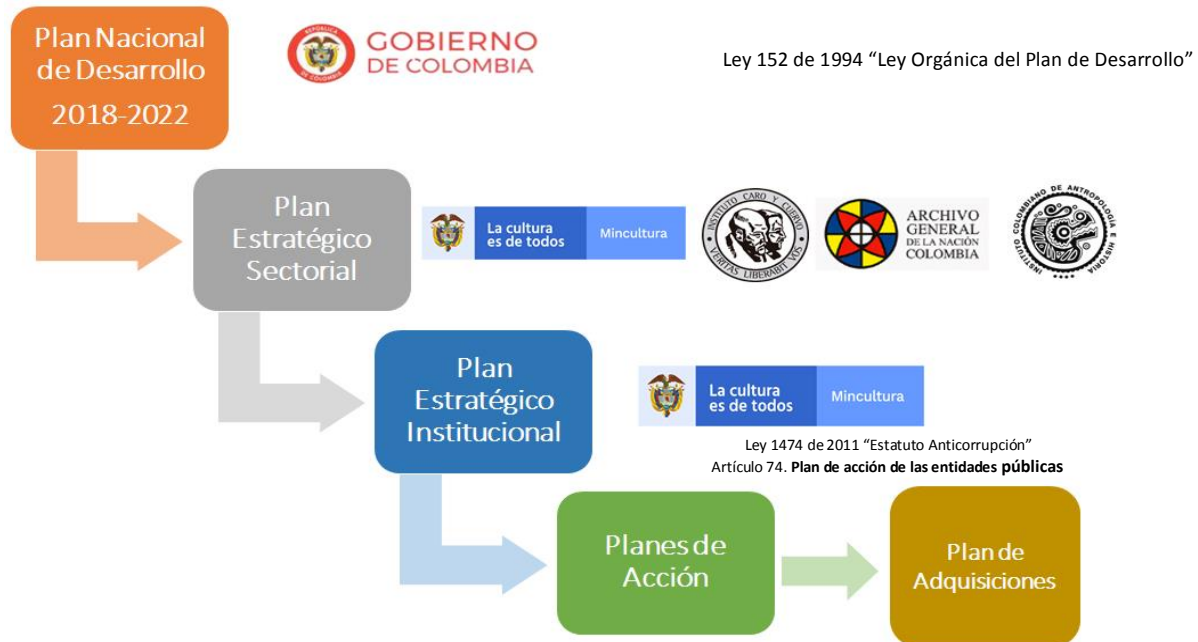 Plan Nacional
de Desarrollo
2018-2022
REPÚBLICA
DE COLOMBIA
GOBIERNO
DE COLOMBIA
Ley 152 de 1994 “Ley Orgánica del Plan de Desarrollo”
Plan
Estratégico
Sectorial
La cultura
es de todos
Mincultura
INSTITUTO CARO Y CUERVO
VERITAS LIBERABIT VOS
ARCHIVO
GENERAL
DE LA NACIÓN
COLOMBIA
INSTITUTO COLOMBIANO DE ANTROPOLOGÍA E HISTORIA
Plan
Estratégico
Institucional
La cultura
es de todos
Mincultura
Ley 1474 de 2011 “Estatuto Anticorrupción”
Artículo 74. Plan de acción de las entidades públicas
Planes de
Acción
Plan de
Adquisiciones